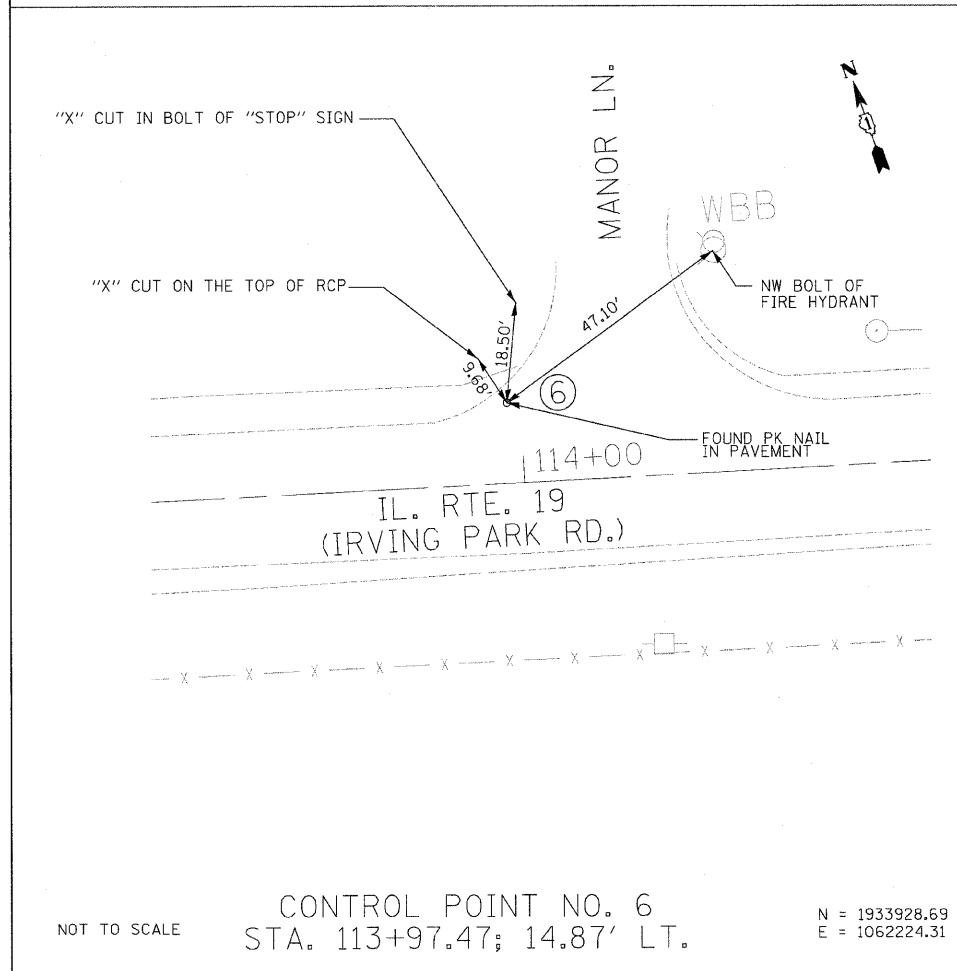 "X" CUT IN BOLT OF "STOP" SIGN
MANOR LN.
N
1
WBB
"X" CUT ON THE TOP OF RCP
NW BOLT OF
FIRE HYDRANT
47.10'
18.50'
9.68'
6
FOUND PK NAIL
IN PAVEMENT
114+00
IL. RTE. 19
(IRVING PARK RD.)
X X X X X X X X X X X X
CONTROL POINT NO. 6
STA. 113+97.47; 14.87' LT.
NOT TO SCALE
N = 1933928.69
E = 1062224.31